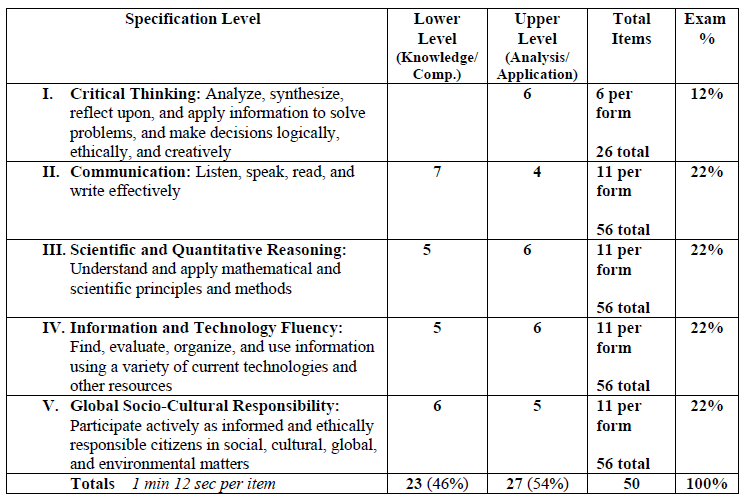 Specification Level Lower Upper Total Exam
Level Level Items %
(Knowledge/ (Analysis/
Comp.) Application)
I. Critical Thinking: Analyze, synthesize, 6 6 per 12%
reflect upon, and apply information to solve form
problems, and make decisions logically,
ethically, and creatively 26 total
II. Communication: Listen, speak, read, and 7 4 11 per 22%
write effectively form
56 total
III. Scientific and Quantitative Reasoning: 5 6 11 per 22%
Understand and apply mathematical and form
scientific principles and methods
56 total
IV. Information and Technology Fluency: 5 6 11 per 22%
Find, evaluate, organize, and use information form
using a variety of current technologies and
other resources 56 total
V. Global Socio-Cultural Responsibility: 6 5 11 per 22%
Participate actively as informed and ethically form
responsible citizens in social, cultural, global,
and environmental matters 56 total
Totals 1 min 12 sec per item 23 (46%) 27 (54%) 50 100%